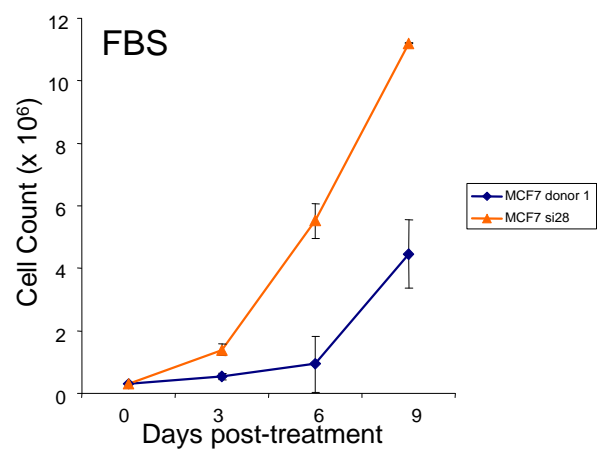 FBS
12
10
8
6
4
2
0
Cell Count (x 10⁶)
0 3 6 9
Days post-treatment
MCF7 donor 1
MCF7 si28